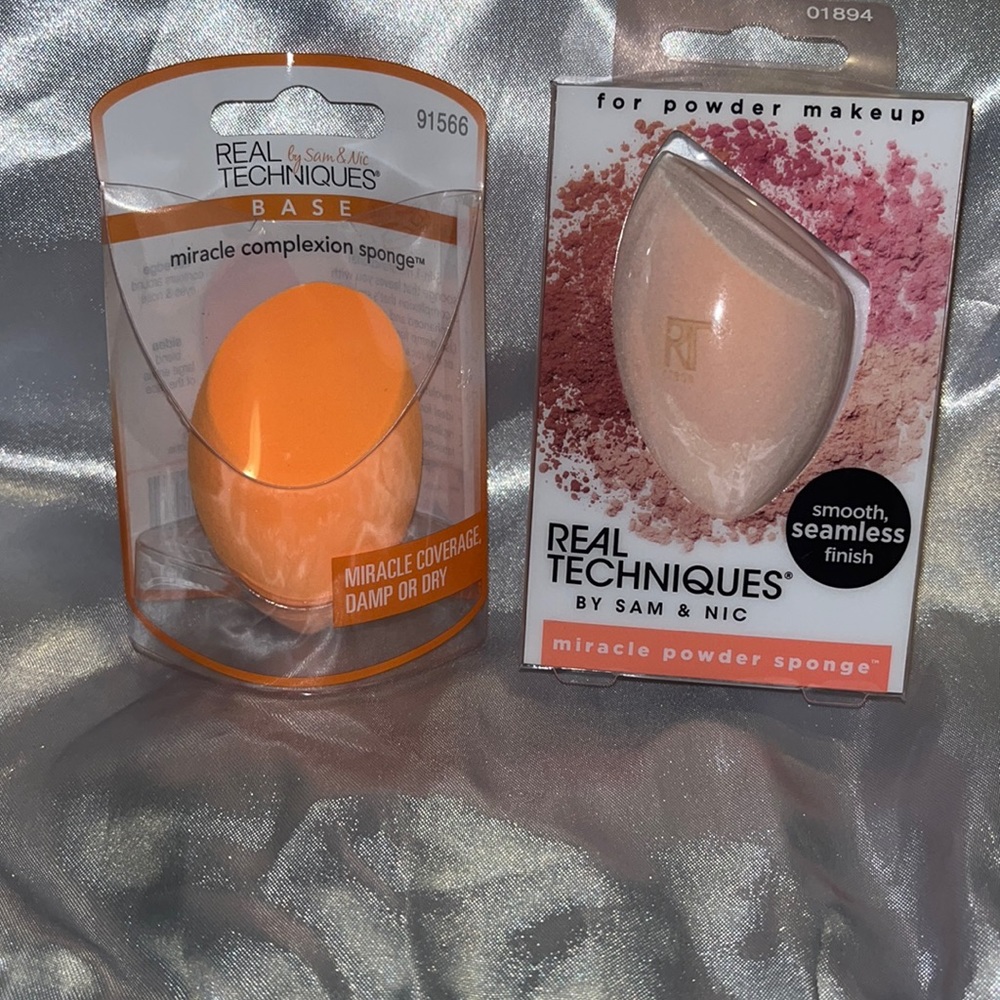 91566
REAL by Sam & Nic
TECHNIQUES®
BASE
miracle complexion sponge™
MIRACLE COVERAGE,
DAMP OR DRY
01894
for powder makeup
RT
smooth,
seamless
finish
REAL
TECHNIQUES®
BY SAM & NIC
miracle powder sponge™